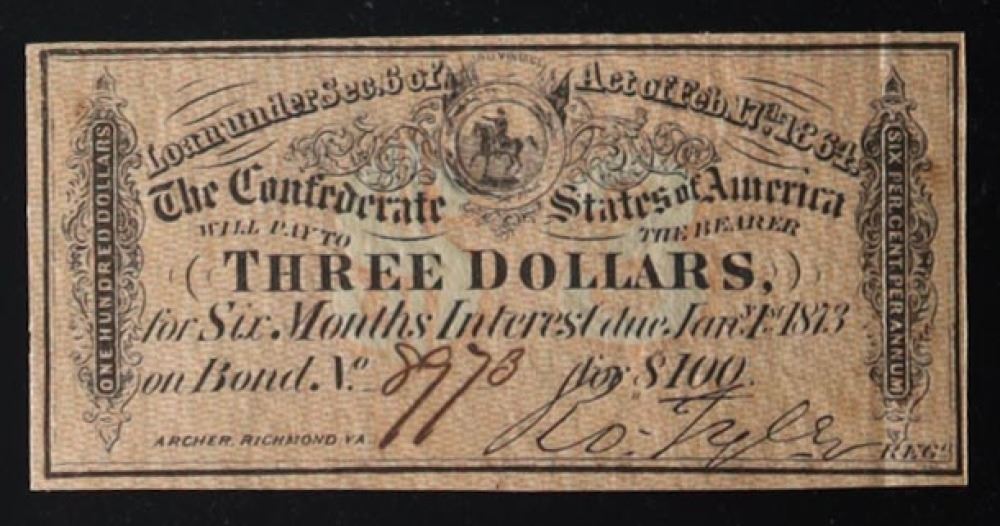 Loan under Sec. 6 of Act of Feb. 17th 1864.
The Confederate States of America
WILL PAY TO THE BEARER
THREE DOLLARS,
for Six Months Interest due Jany. 1st 1873
on Bond No. 8973 for $100.
ARCHER, RICHMOND VA.
Ro. Tyler
REGR.
ONE HUNDRED DOLLARS
SIX PER. CENT. PER ANNUM